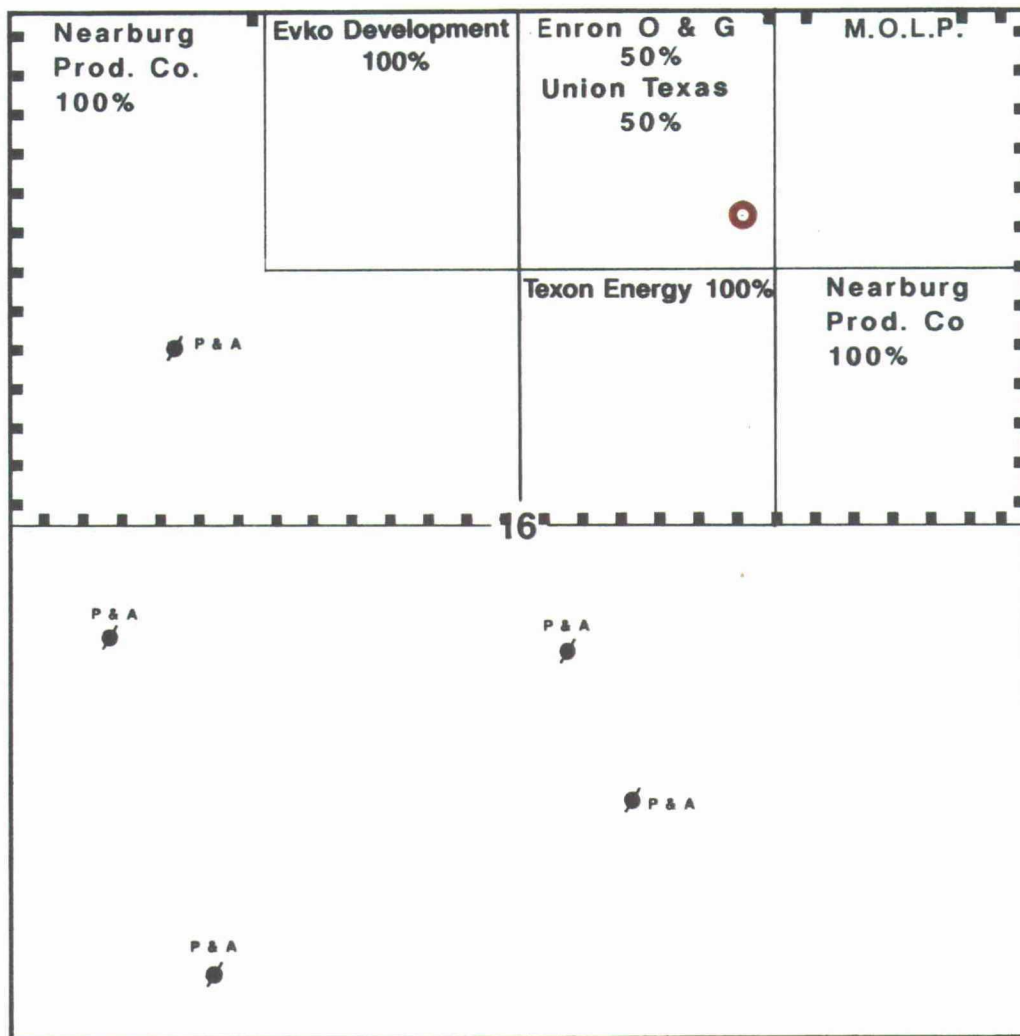 Nearburg
Prod. Co.
100%
Evko Development
100%
Enron O & G
50%
Union Texas
50%
M.O.L.P.
Texon Energy 100%
Nearburg
Prod. Co
100%
P & A
16
P & A
P & A
P & A
P & A